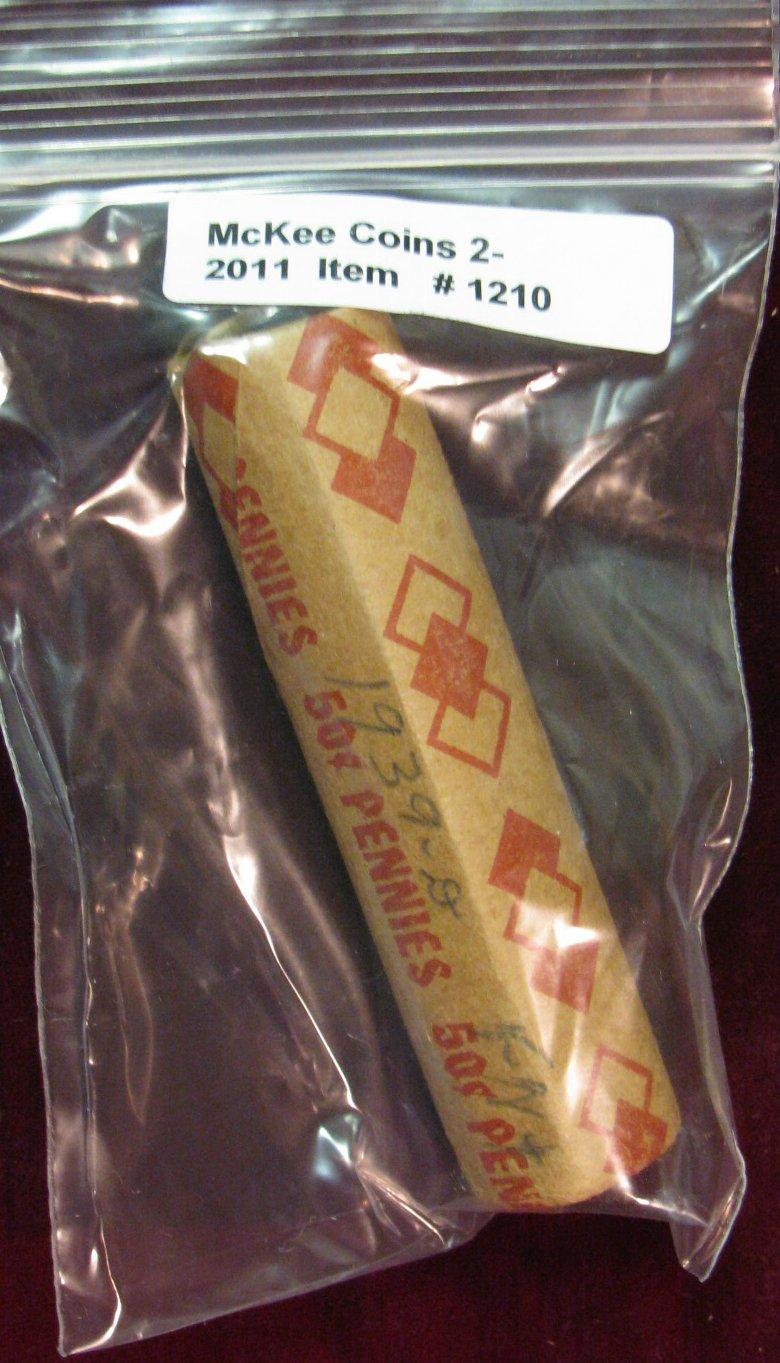 McKee Coins 2-
2011 Item # 1210
PENNIES 50¢ PENNIES 50¢ PEN
1939-D